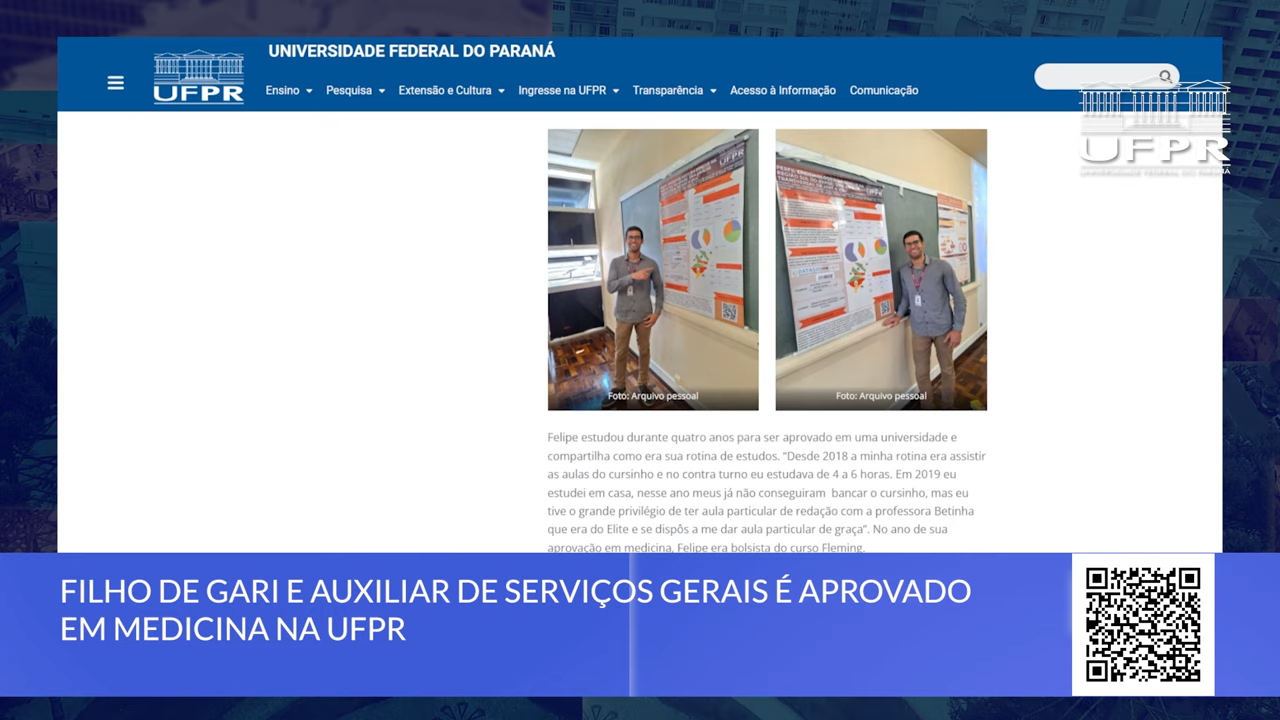 UNIVERSIDADE FEDERAL DO PARANÁ
UFPR
Ensino Pesquisa Extensão e Cultura Ingresse na UFPR Transparência Acesso à Informação Comunicação
UFPR
UNIVERSIDADE FEDERAL DO PARANÁ
UFPR
UFPR
Foto: Arquivo pessoal
Foto: Arquivo pessoal
Felipe estudou durante quatro anos para ser aprovado em uma universidade e
compartilha como era sua rotina de estudos. “Desde 2018 a minha rotina era assistir
as aulas do cursinho e no contra turno eu estudava de 4 a 6 horas. Em 2019 eu
estudei em casa, nesse ano meus já não conseguiram bancar o cursinho, mas eu
tive o grande privilégio de ter aula particular de redação com a professora Betinha
que era do Elite e se dispôs a me dar aula particular de graça”. No ano de sua
aprovação em medicina, Felipe era bolsista do curso Fleming.
FILHO DE GARI E AUXILIAR DE SERVIÇOS GERAIS É APROVADO
EM MEDICINA NA UFPR